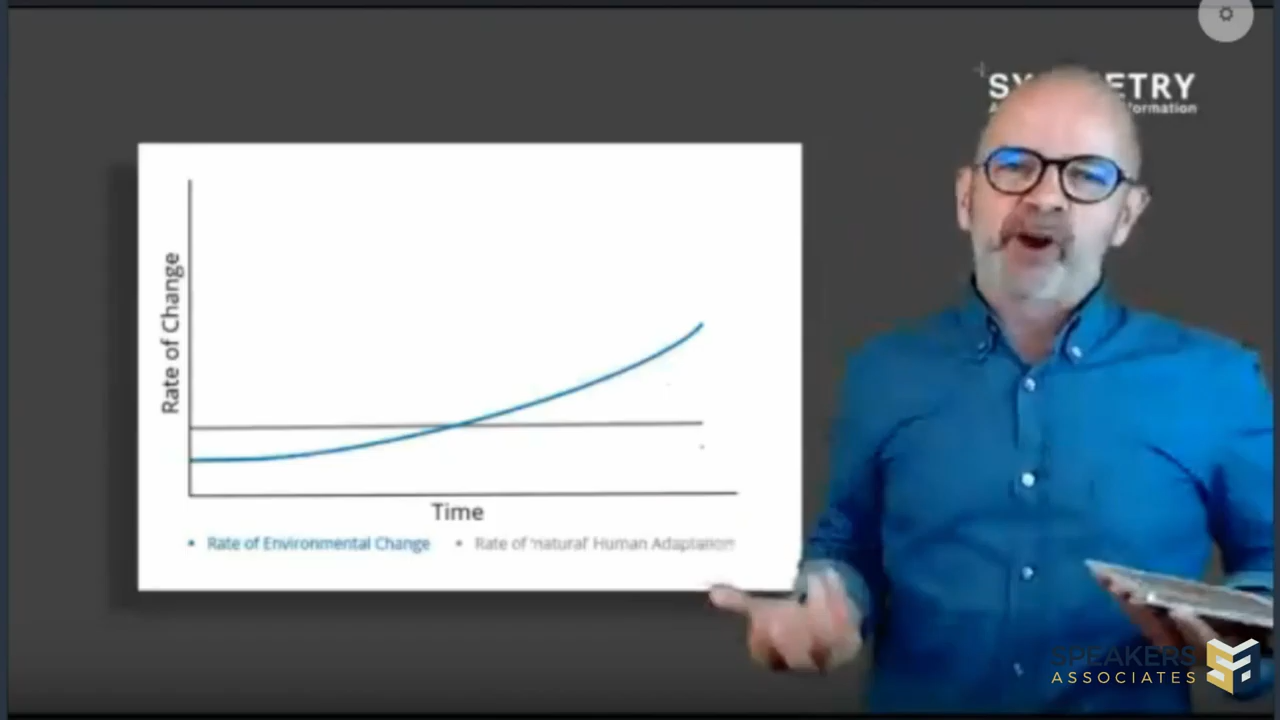 Rate of Change
Time
• Rate of Environmental Change • Rate of 'natural' Human Adaptation
SPEAKERS
ASSOCIATES